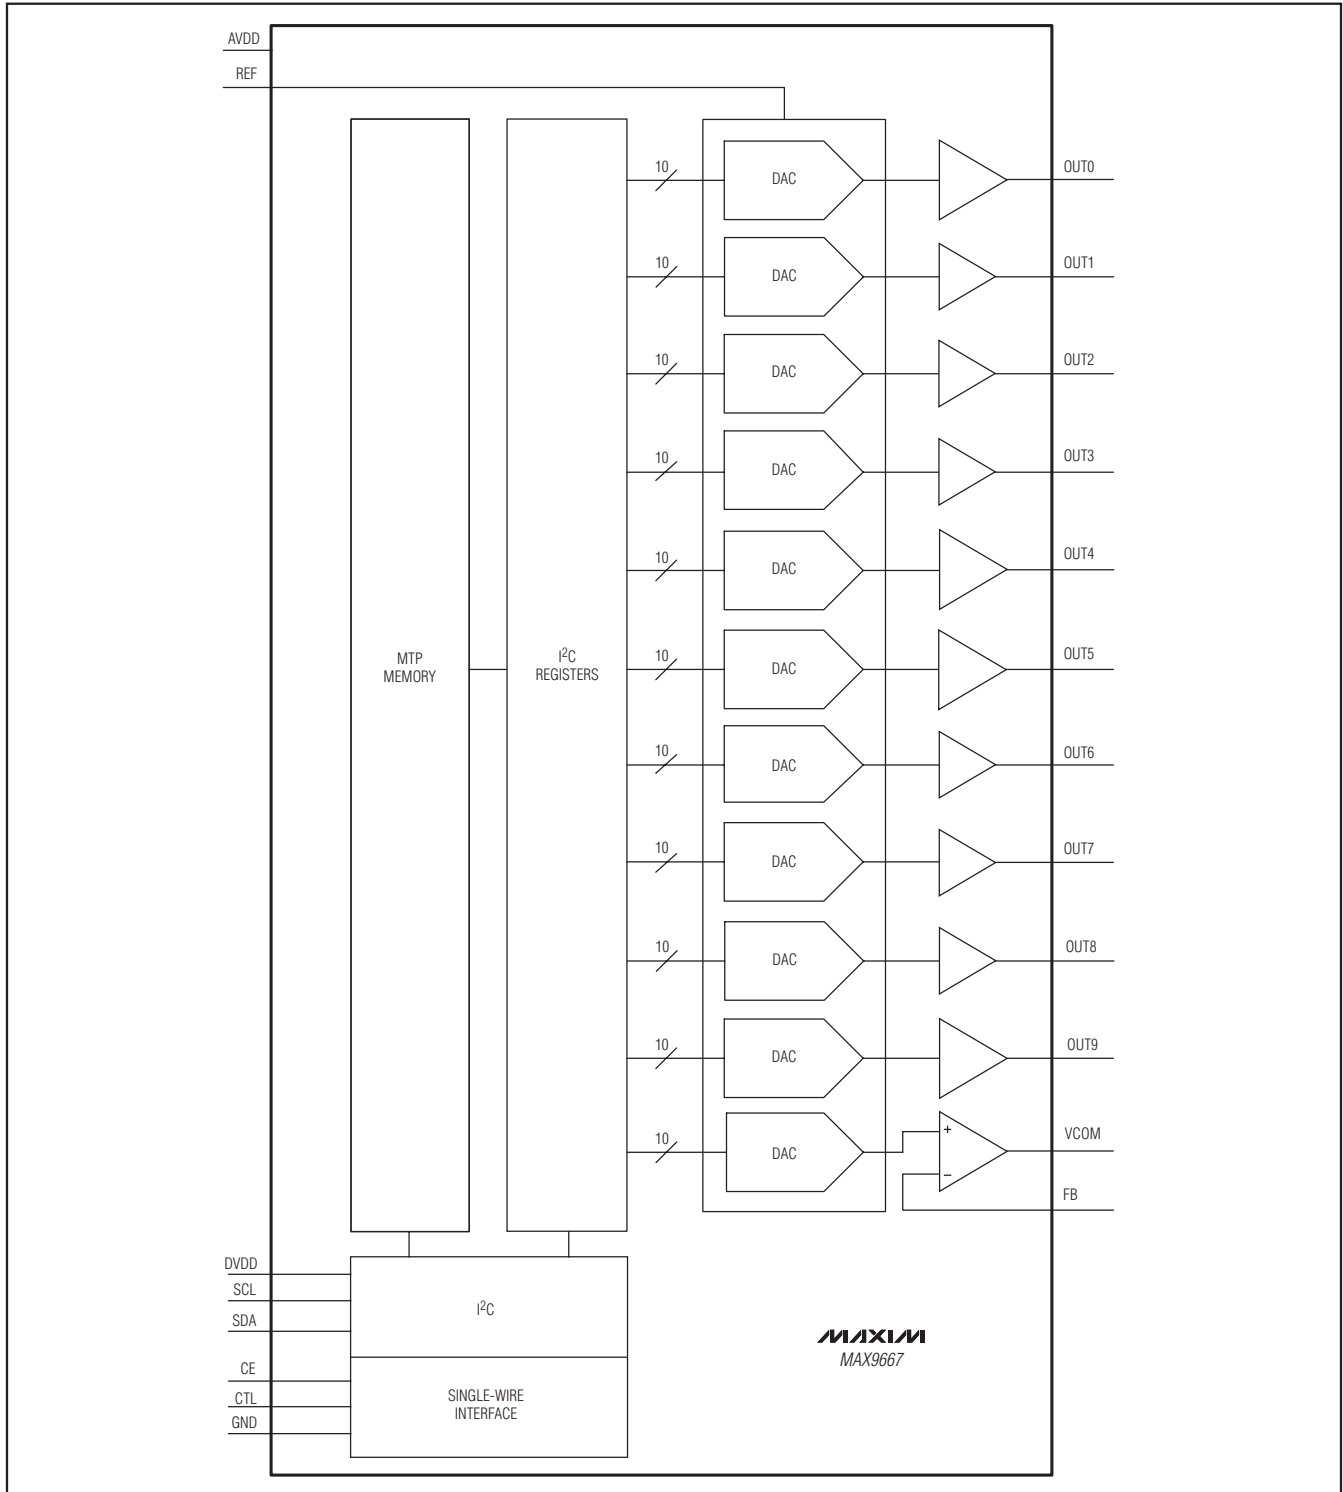 AVDD
REF
10
DAC
OUT0
10
DAC
OUT1
10
DAC
OUT2
10
DAC
OUT3
10
DAC
OUT4
MTP
MEMORY
I²C
REGISTERS
10
DAC
OUT5
10
DAC
OUT6
10
DAC
OUT7
10
DAC
OUT8
10
DAC
OUT9
10
DAC
+
−
VCOM
FB
DVDD
SCL
SDA
I²C
CE
CTL
GND
SINGLE-WIRE
INTERFACE
MAXIM
MAX9667